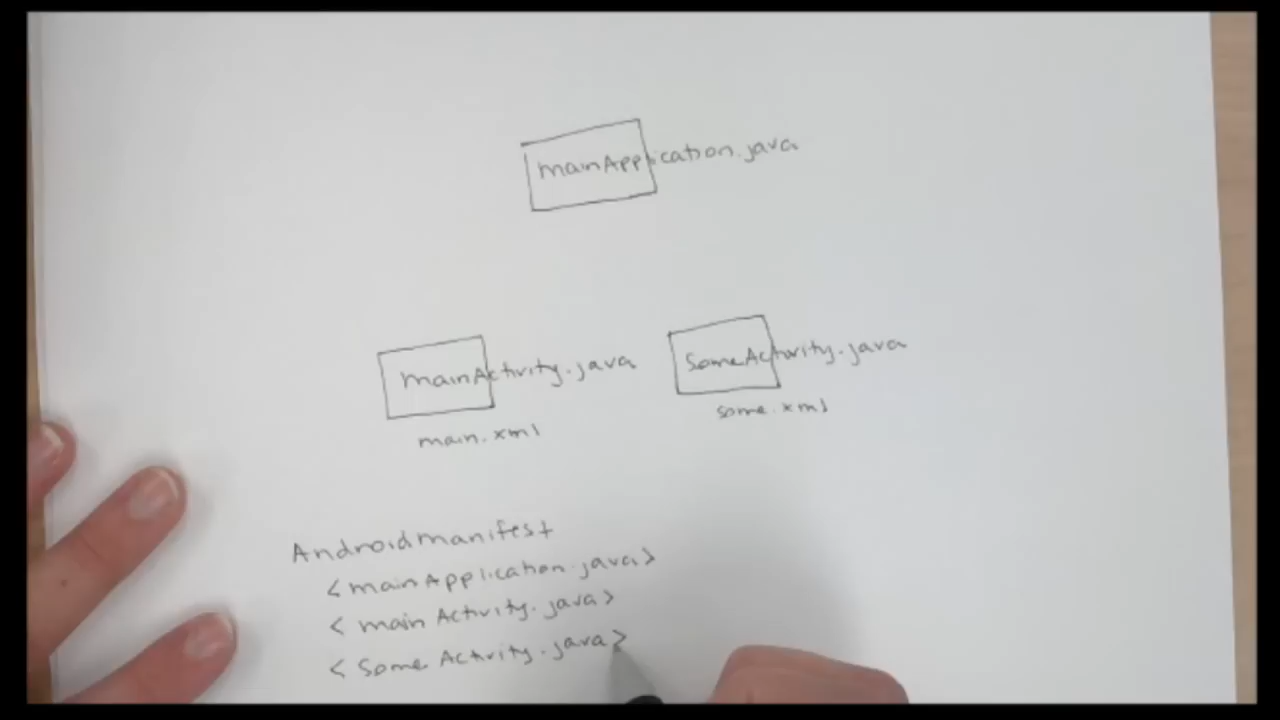 mainApplication.java
mainActivity.java
SomeActivity.java
main.xml
some.xml
Androidmanifest
<mainApplication.java>
< main Activity.java>
< Some Activity.java>